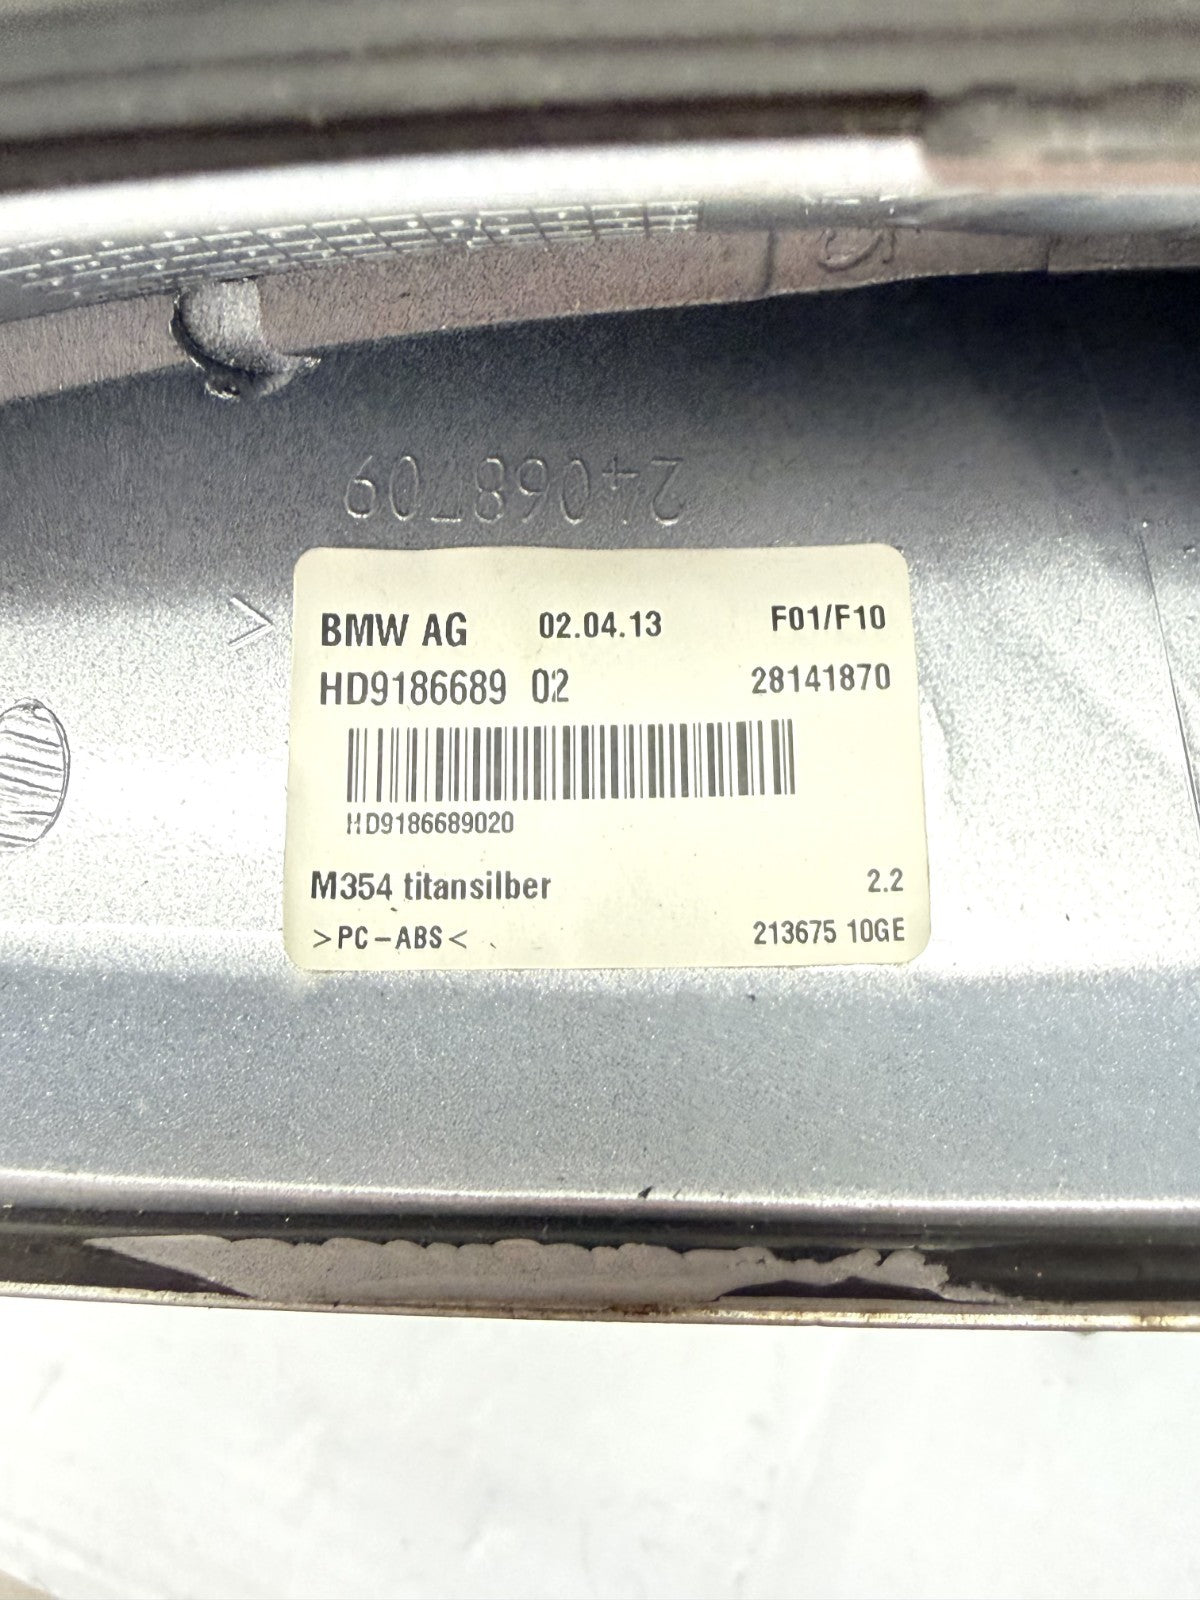 24068709
BMW AG 02.04.13 F01/F10
HD9186689 02 28141870
HD9186689020
M354 titansilber 2.2
>PC-ABS< 213675 10GE